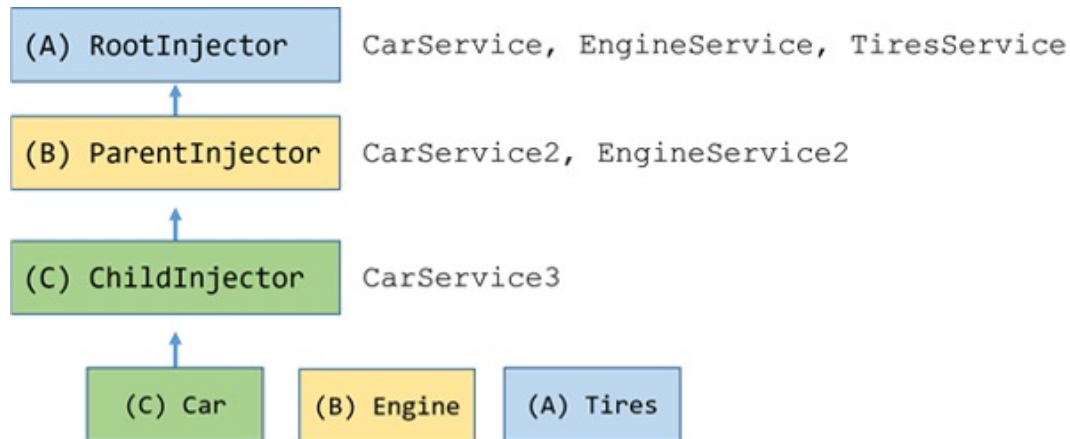 (A) RootInjector CarService, EngineService, TiresService
(B) ParentInjector CarService2, EngineService2
(C) ChildInjector CarService3
(C) Car (B) Engine (A) Tires